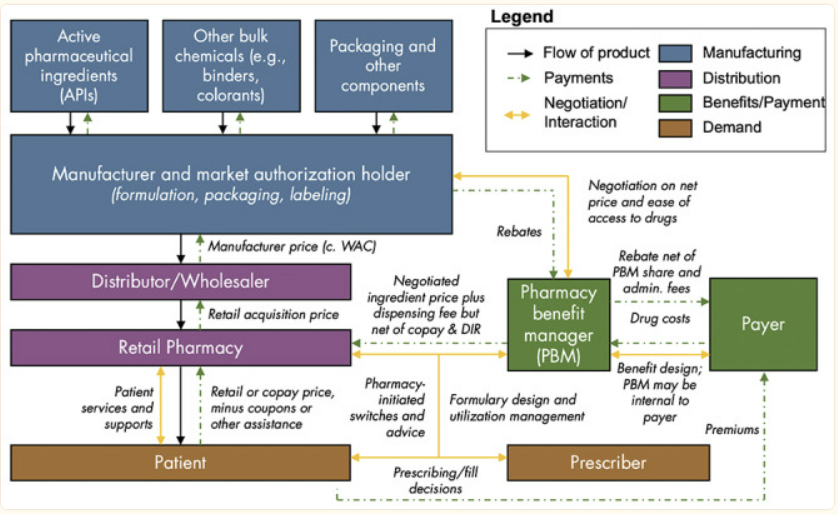 Active
pharmaceutical
ingredients
(APIs)
Other bulk
chemicals (e.g.,
binders,
colorants)
Packaging and
other
components
Legend
Flow of product
Payments
Negotiation/
Interaction
Manufacturing
Distribution
Benefits/Payment
Demand
Manufacturer and market authorization holder
(formulation, packaging, labeling)
Negotiation on net
price and ease of
access to drugs
Rebates
Manufacturer price (c. WAC)
Distributor/Wholesaler
Retail acquisition price
Retail Pharmacy
Negotiated
ingredient price plus
dispensing fee but
net of copay & DIR
Pharmacy
benefit
manager
(PBM)
Rebate net of
PBM share and
admin. fees
Drug costs
Payer
Benefit design;
PBM may be
internal to
payer
Patient
services and
supports
Retail or copay price,
minus coupons or
other assistance
Pharmacy-
initiated
switches and
advice
Formulary design and
utilization management
Premiums
Patient
Prescribing/fill
decisions
Prescriber